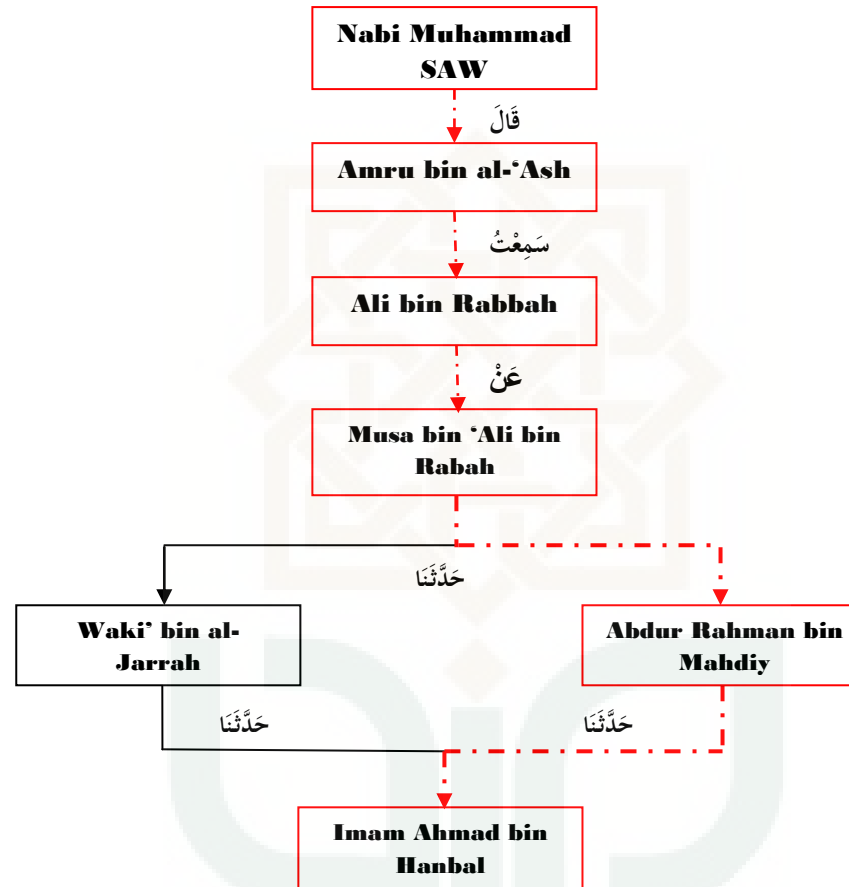 Nabi Muhammad
SAW
قَالَ
Amru bin al-‘Ash
سَمِعْتُ
Ali bin Rabbah
عَنْ
Musa bin ‘Ali bin
Rabah
حَدَّثَنَا
Waki’ bin al-
Jarrah
Abdur Rahman bin
Mahdiy
حَدَّثَنَا
حَدَّثَنَا
Imam Ahmad bin
Hanbal